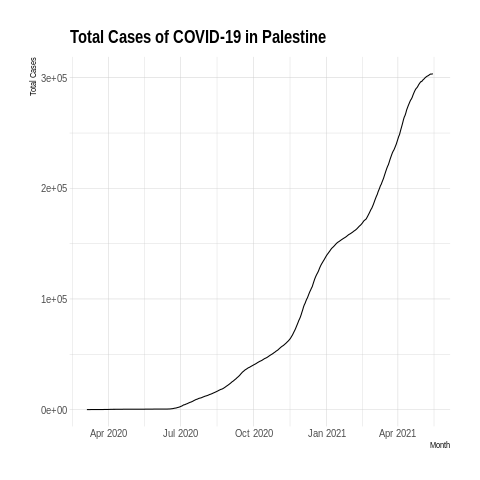 Total Cases of COVID-19 in Palestine
Total Cases
3e+05
2e+05
1e+05
0e+00
Apr 2020 Jul 2020 Oct 2020 Jan 2021 Apr 2021
Month